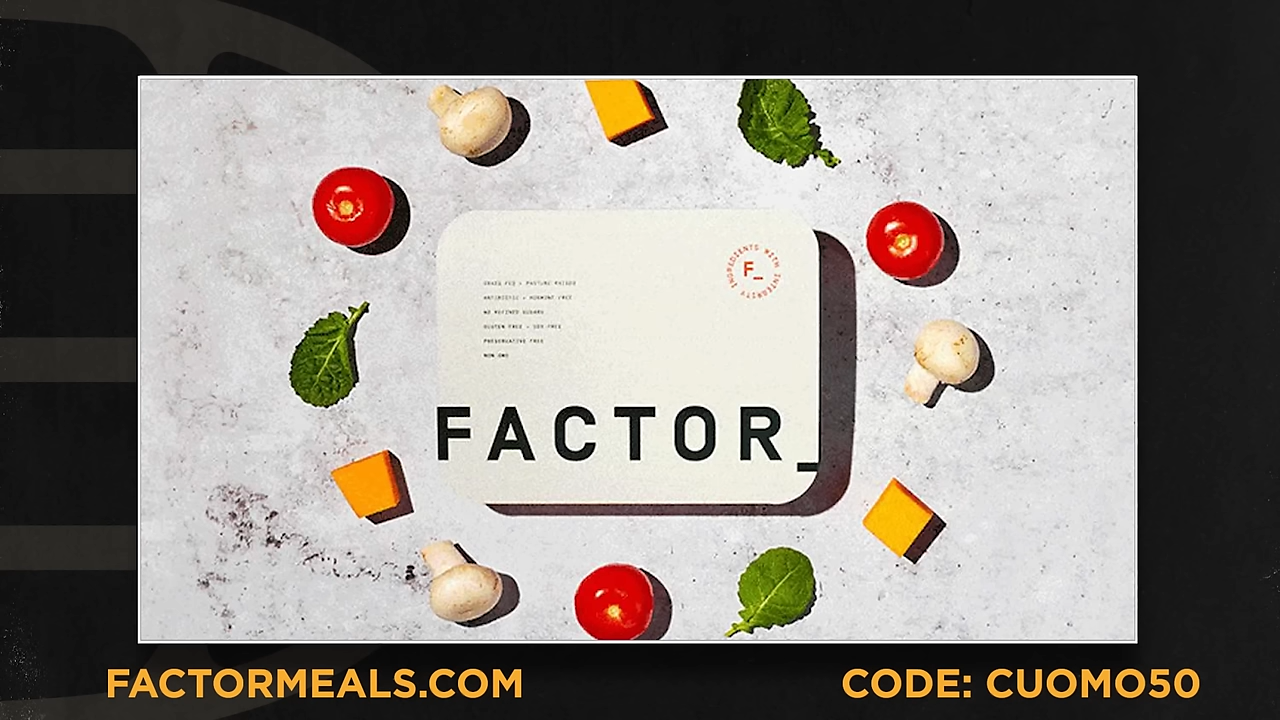 GRASS FED + PASTURE RAISED
ANTIBIOTIC + HORMONE FREE
NO REFINED SUGARS
GLUTEN FREE + SOY FREE
PRESERVATIVE FREE
NON GMO
INGREDIENTS WITH INTEGRITY
F_
FACTOR_
FACTORMEALS.COM
CODE: CUOMO50